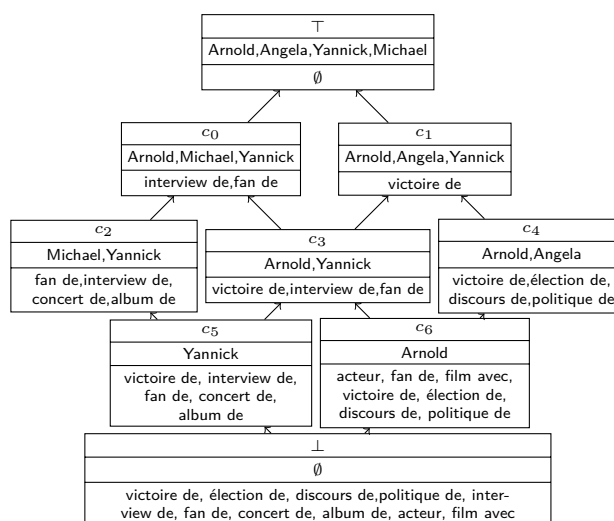 ⊤
Arnold,Angela,Yannick,Michael
∅
c0
Arnold,Michael,Yannick
interview de,fan de
c1
Arnold,Angela,Yannick
victoire de
c2
Michael,Yannick
fan de,interview de,
concert de,album de
c3
Arnold,Yannick
victoire de,interview de,fan de
c4
Arnold,Angela
victoire de,élection de,
discours de,politique de
c5
Yannick
victoire de, interview de,
fan de, concert de,
album de
c6
Arnold
acteur, fan de, film avec,
victoire de, élection de,
discours de, politique de
⊥
∅
victoire de, élection de, discours de,politique de, inter-
view de, fan de, concert de, album de, acteur, film avec